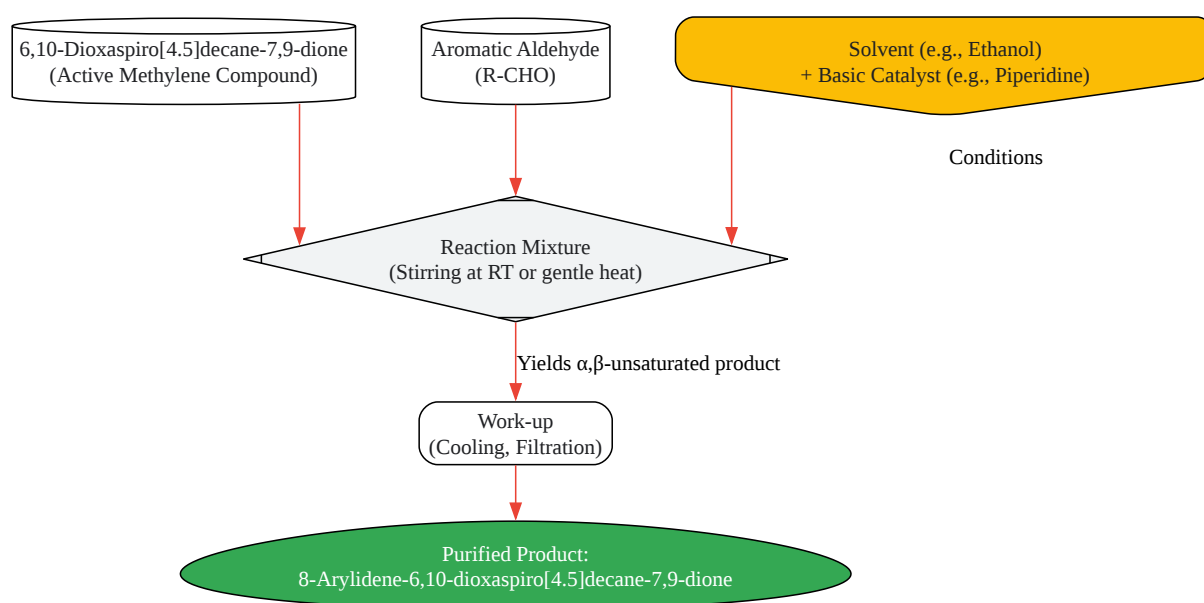 6,10-Dioxaspiro[4.5]decane-7,9-dione
(Active Methylene Compound)
Aromatic Aldehyde
(R-CHO)
Solvent (e.g., Ethanol)
+ Basic Catalyst (e.g., Piperidine)
Conditions
Reaction Mixture
(Stirring at RT or gentle heat)
Yields α,β-unsaturated product
Work-up
(Cooling, Filtration)
Purified Product:
8-Arylidene-6,10-dioxaspiro[4.5]decane-7,9-dione